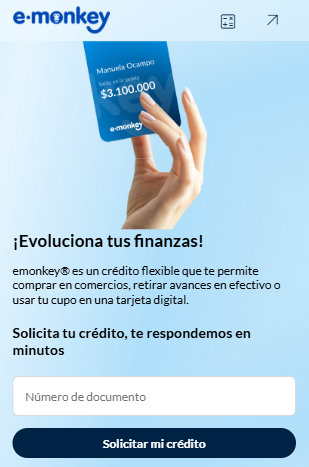 e-monkey
Manuela Ocampo
Saldo en la tarjeta
$3.100.000
e-monkey
¡Evoluciona tus finanzas!
emonkey® es un crédito flexible que te permite
comprar en comercios, retirar avances en efectivo o
usar tu cupo en una tarjeta digital.
Solicita tu crédito, te respondemos en
minutos
Número de documento
Solicitar mi crédito